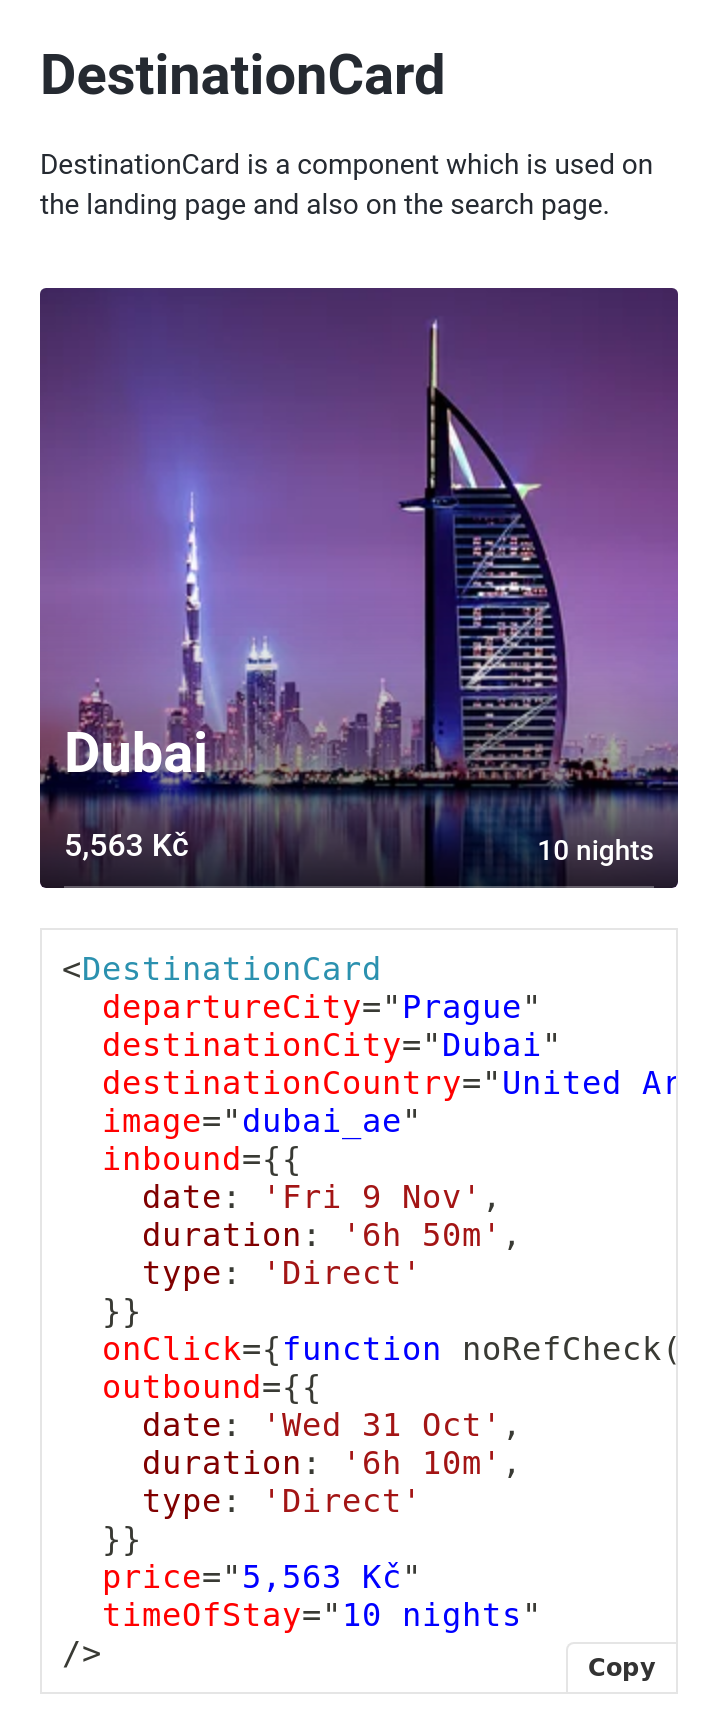 DestinationCard
DestinationCard is a component which is used on
the landing page and also on the search page.
Dubai
5,563 Kč
10 nights
<DestinationCard
  departureCity="Prague"
  destinationCity="Dubai"
  destinationCountry="United Ar
  image="dubai_ae"
  inbound={{
    date: 'Fri 9 Nov',
    duration: '6h 50m',
    type: 'Direct'
  }}
  onClick={function noRefCheck(
  outbound={{
    date: 'Wed 31 Oct',
    duration: '6h 10m',
    type: 'Direct'
  }}
  price="5,563 Kč"
  timeOfStay="10 nights"
/>
Copy